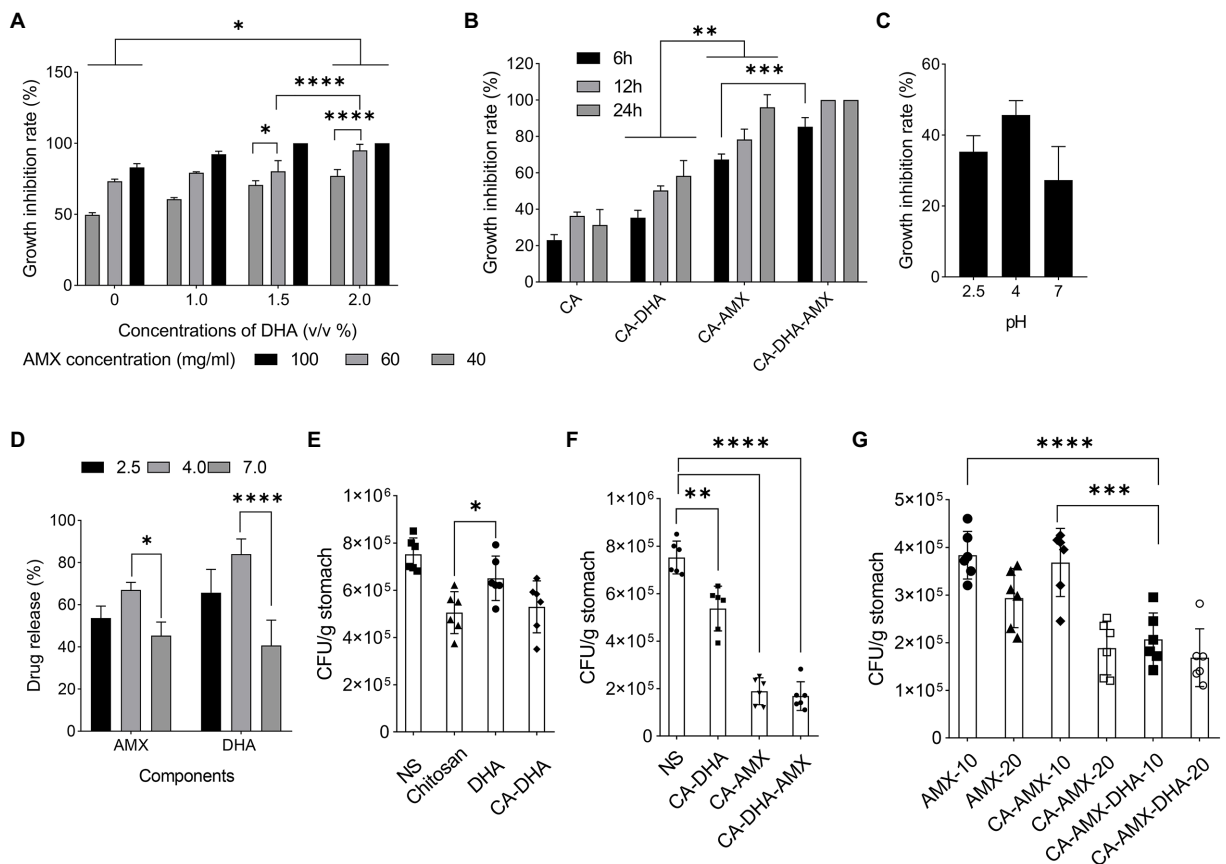 A
*
****
*
****
Growth inhibition rate (%)
150
100
50
0
0 1.0 1.5 2.0
Concentrations of DHA (v/v %)
AMX concentration (mg/ml) 100 60 40
B
6h
12h
24h
**
***
Growth inhibition rate (%)
120
100
80
60
40
20
0
CA
CA-DHA
CA-AMX
CA-DHA-AMX
C
Growth inhibition rate (%)
60
40
20
0
2.5 4 7
pH
D
2.5 4.0 7.0
*
****
Drug release (%)
100
80
60
40
20
0
AMX DHA
Components
E
*
CFU/g stomach
1×10⁶
8×10⁵
6×10⁵
4×10⁵
2×10⁵
0
NS
Chitosan
DHA
CA-DHA
F
****
**
CFU/g stomach
1×10⁶
8×10⁵
6×10⁵
4×10⁵
2×10⁵
0
NS
CA-DHA
CA-AMX
CA-DHA-AMX
G
****
***
CFU/g stomach
5×10⁵
4×10⁵
3×10⁵
2×10⁵
1×10⁵
0
AMX-10
AMX-20
CA-AMX-10
CA-AMX-20
CA-AMX-DHA-10
CA-AMX-DHA-20